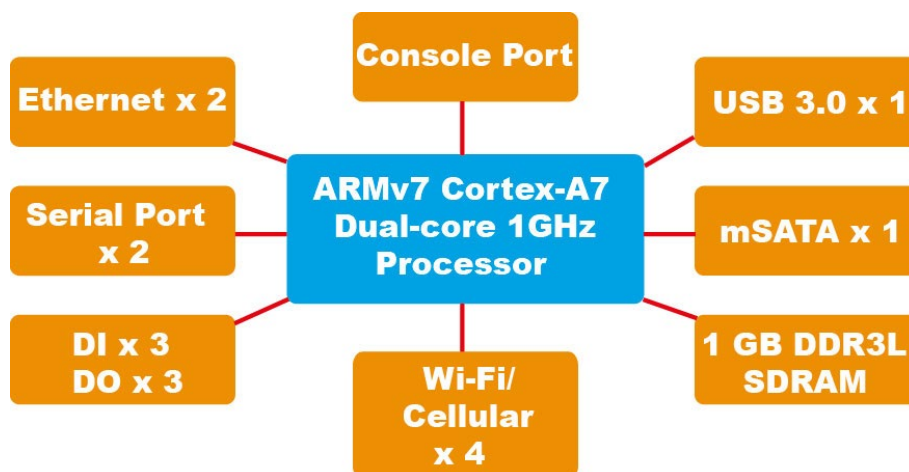 Console Port
Ethernet x 2
USB 3.0 x 1
ARMv7 Cortex-A7
Dual-core 1GHz
Processor
Serial Port
x 2
mSATA x 1
DI x 3
DO x 3
Wi-Fi/
Cellular
x 4
1 GB DDR3L
SDRAM